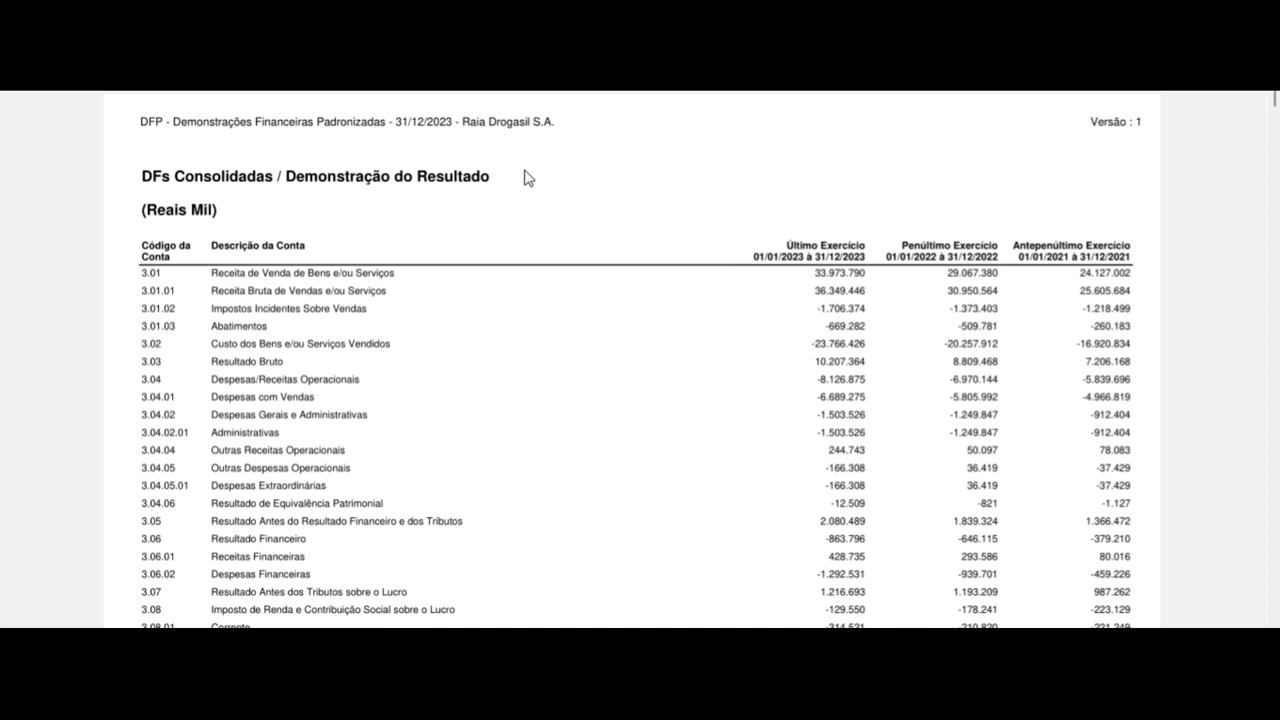 DFP - Demonstrações Financeiras Padronizadas - 31/12/2023 - Raia Drogasil S.A. Versão : 1
DFs Consolidadas / Demonstração do Resultado
(Reais Mil)
Código da Conta Descrição da Conta Último Exercício 01/01/2023 à 31/12/2023 Penúltimo Exercício 01/01/2022 à 31/12/2022 Antepenúltimo Exercício 01/01/2021 à 31/12/2021
3.01 Receita de Venda de Bens e/ou Serviços 33.973.790 29.067.380 24.127.002
3.01.01 Receita Bruta de Vendas e/ou Serviços 36.349.446 30.950.564 25.605.684
3.01.02 Impostos Incidentes Sobre Vendas -1.706.374 -1.373.403 -1.218.499
3.01.03 Abatimentos -669.282 -509.781 -260.183
3.02 Custo dos Bens e/ou Serviços Vendidos -23.766.426 -20.257.912 -16.920.834
3.03 Resultado Bruto 10.207.364 8.809.468 7.206.168
3.04 Despesas/Receitas Operacionais -8.126.875 -6.970.144 -5.839.696
3.04.01 Despesas com Vendas -6.689.275 -5.805.992 -4.966.819
3.04.02 Despesas Gerais e Administrativas -1.503.526 -1.249.847 -912.404
3.04.02.01 Administrativas -1.503.526 -1.249.847 -912.404
3.04.04 Outras Receitas Operacionais 244.743 50.097 78.083
3.04.05 Outras Despesas Operacionais -166.308 36.419 -37.429
3.04.05.01 Despesas Extraordinárias -166.308 36.419 -37.429
3.04.06 Resultado de Equivalência Patrimonial -12.509 -821 -1.127
3.05 Resultado Antes do Resultado Financeiro e dos Tributos 2.080.489 1.839.324 1.366.472
3.06 Resultado Financeiro -863.796 -646.115 -379.210
3.06.01 Receitas Financeiras 428.735 293.586 80.016
3.06.02 Despesas Financeiras -1.292.531 -939.701 -459.226
3.07 Resultado Antes dos Tributos sobre o Lucro 1.216.693 1.193.209 987.262
3.08 Imposto de Renda e Contribuição Social sobre o Lucro -129.550 -178.241 -223.129
3.08.01 Corrente